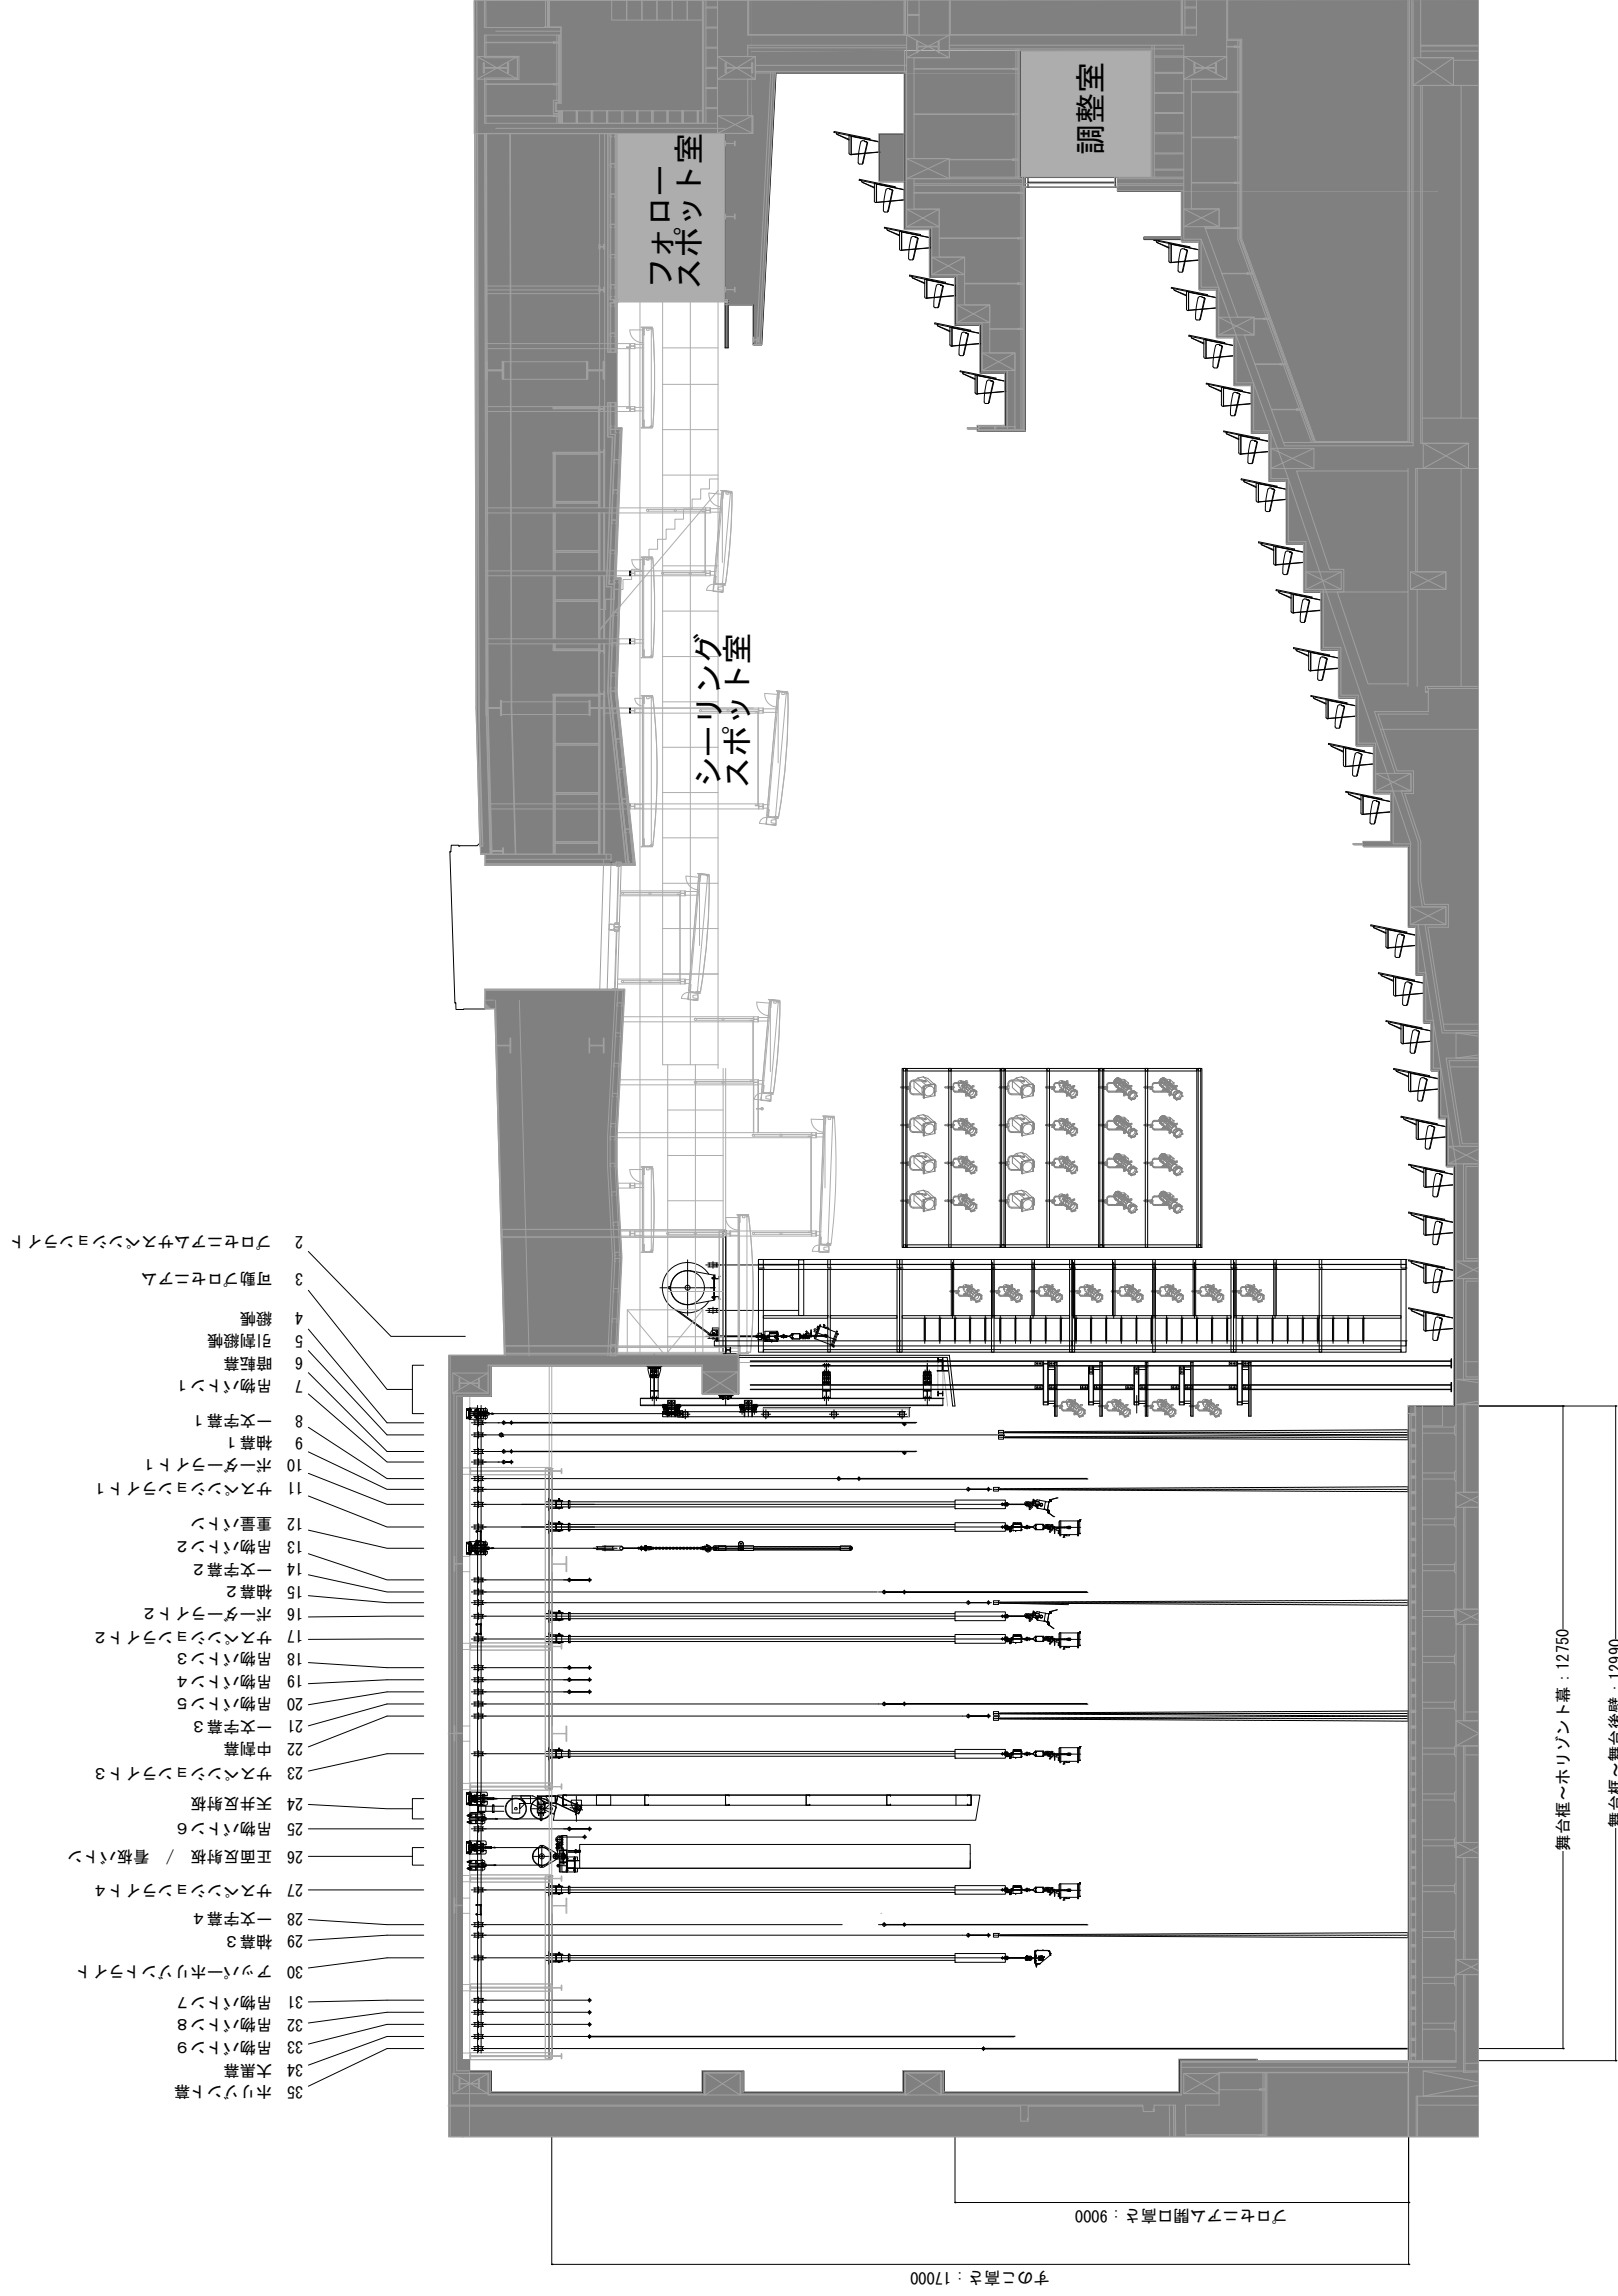 フォロー
スポット室
調整室
シーリング
スポット室
2 プロセニアムサスペンションライト
3 可動プロセニアム
4 緞帳
5 引割緞帳
6 暗転幕
7 吊物バトン1
8 一文字幕1
9 袖幕1
10 ボーダーライト1
11 サスペンションライト1
12 重量バトン
13 吊物バトン2
14 一文字幕2
15 袖幕2
16 ボーダーライト2
17 サスペンションライト2
18 吊物バトン3
19 吊物バトン4
20 吊物バトン5
21 一文字幕3
22 中割幕
23 サスペンションライト3
24 天井反射板
25 吊物バトン6
26 正面反射板 / 看板バトン
27 サスペンションライト4
28 一文字幕4
29 袖幕3
30 アッパーホリゾントライト
31 吊物バトン7
32 吊物バトン8
33 吊物バトン9
34 大黒幕
35 ホリゾント幕
舞台框~ホリゾント幕：12750
舞台框~舞台後壁：12990
プロセニアム開口高さ：9000
すのこ高さ：17000